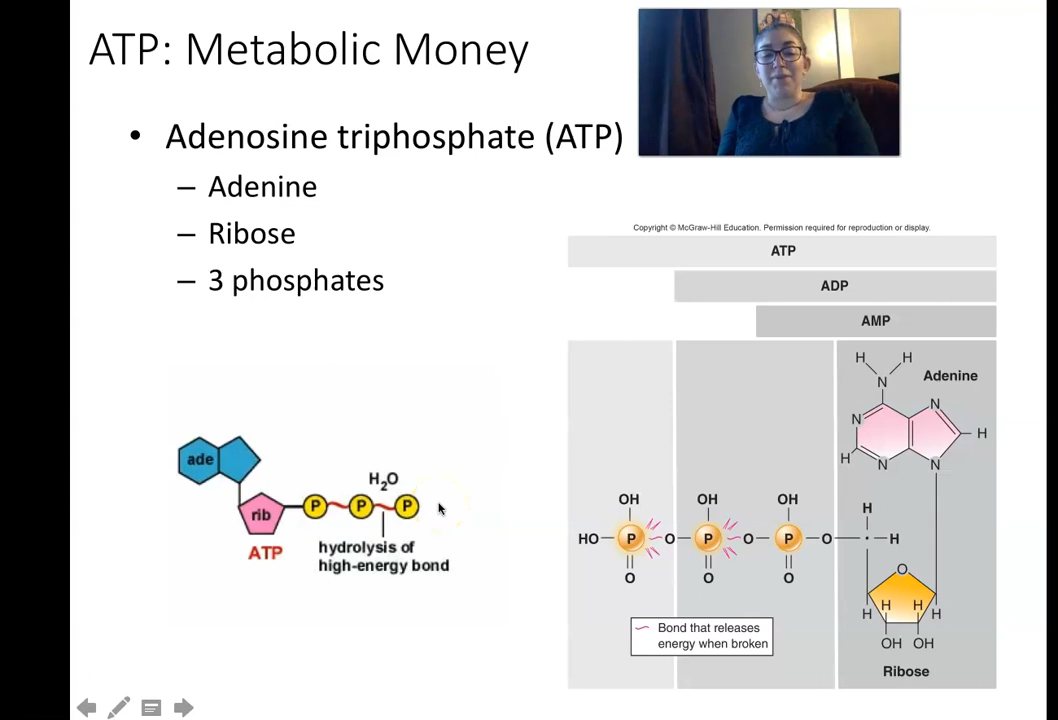 ATP: Metabolic Money
• Adenosine triphosphate (ATP)
– Adenine
– Ribose
– 3 phosphates
ade
rib
ATP
P
P
P
H₂O
hydrolysis of
high-energy bond
Copyright © McGraw-Hill Education. Permission required for reproduction or display.
ATP
ADP
AMP
H H
N
Adenine
N N
H
H N N
OH OH OH H
HO P O P O P O H
O O O
O
H H H H
OH OH
Ribose
Bond that releases
energy when broken